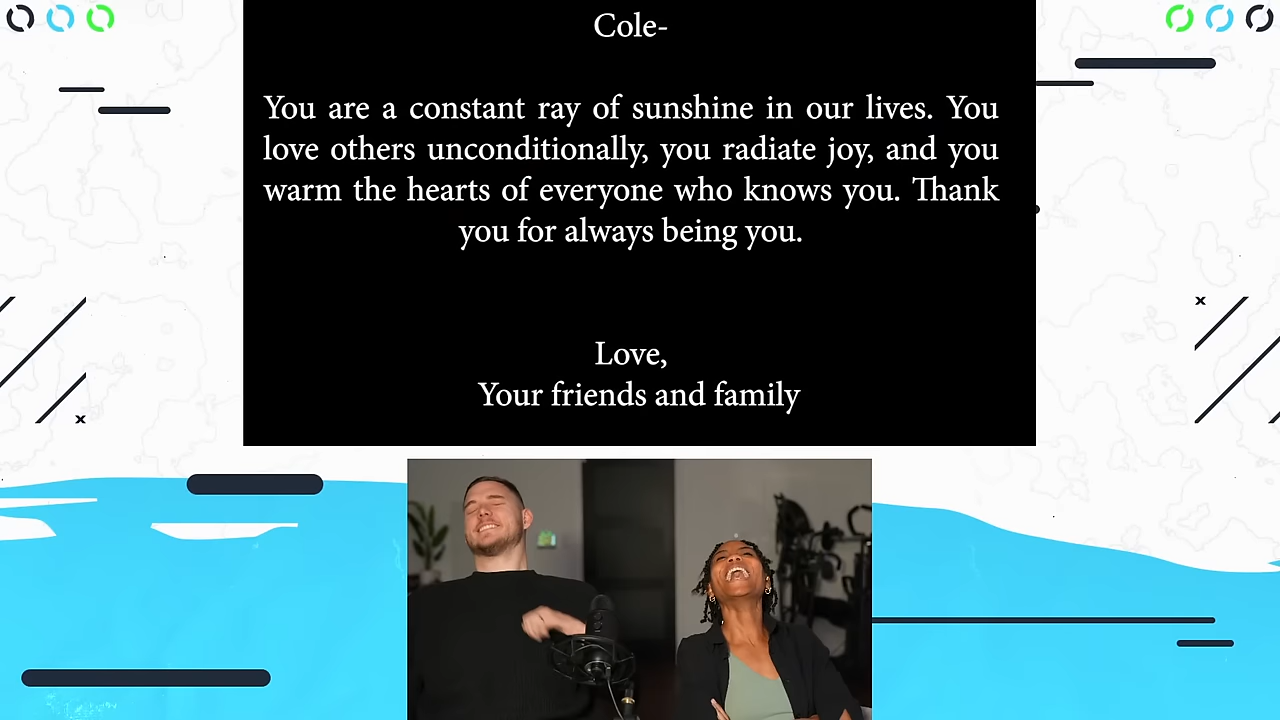 Cole-
You are a constant ray of sunshine in our lives. You
love others unconditionally, you radiate joy, and you
warm the hearts of everyone who knows you. Thank
you for always being you.
Love,
Your friends and family